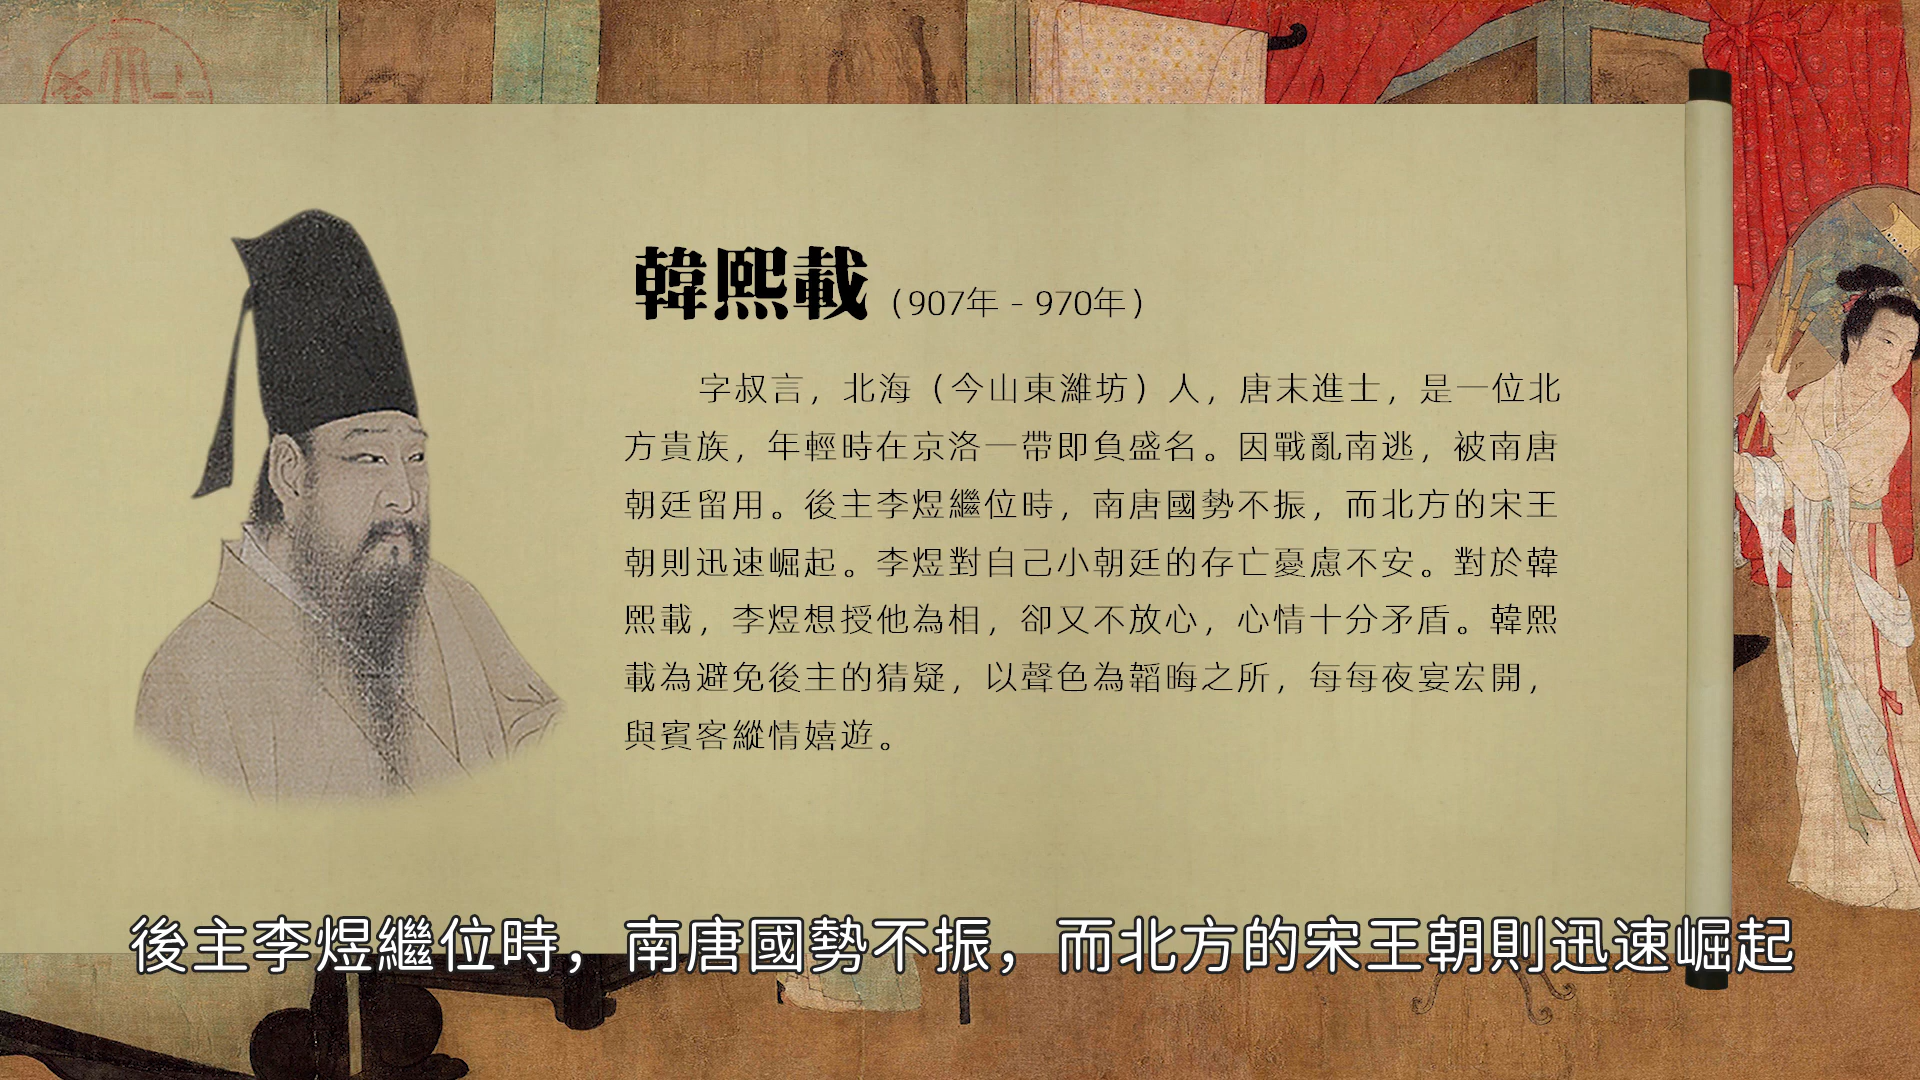 韓熙載（907年 - 970年）
字叔言，北海（今山東濰坊）人，唐末進士，是一位北
方貴族，年輕時在京洛一帶即負盛名。因戰亂南逃，被南唐
朝廷留用。後主李煜繼位時，南唐國勢不振，而北方的宋王
朝則迅速崛起。李煜對自己小朝廷的存亡憂慮不安。對於韓
熙載，李煜想授他為相，卻又不放心，心情十分矛盾。韓熙
載為避免後主的猜疑，以聲色為韜晦之所，每每夜宴宏開，
與賓客縱情嬉遊。
後主李煜繼位時，南唐國勢不振，而北方的宋王朝則迅速崛起